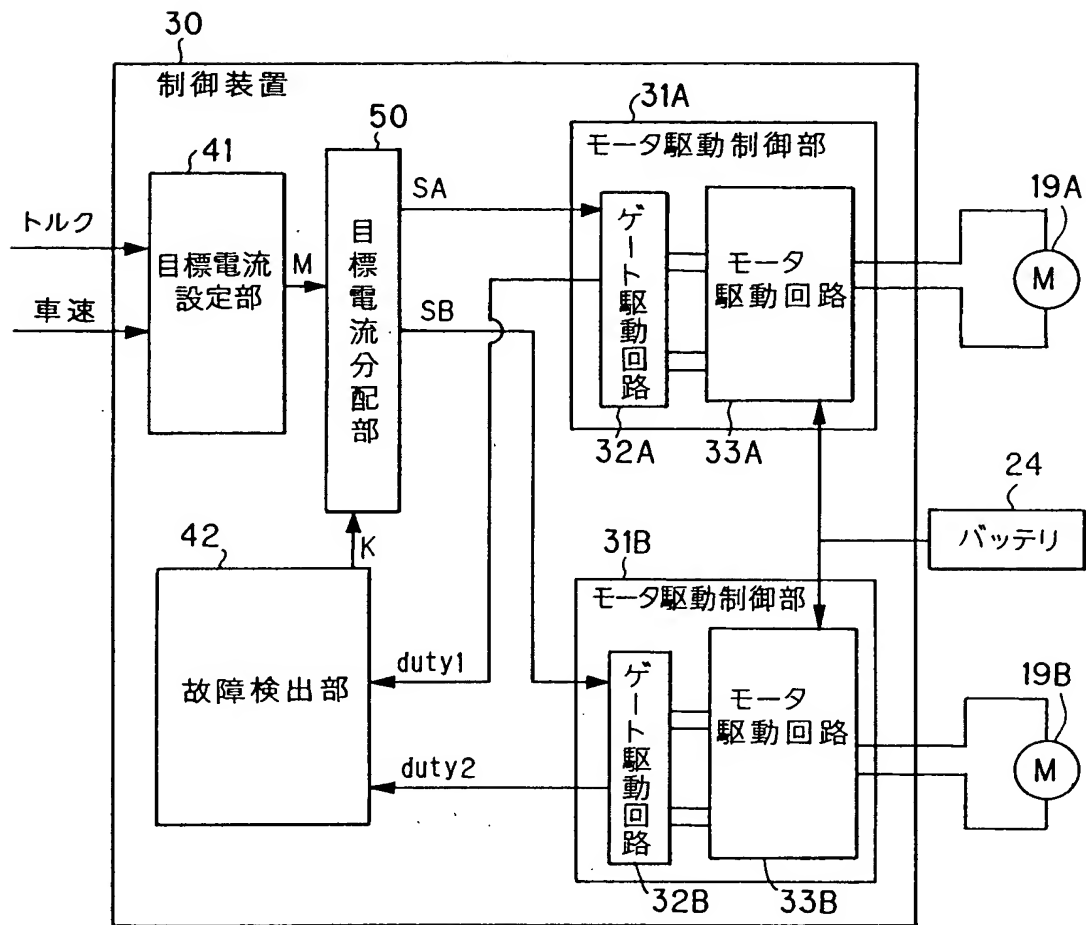 30
制御装置
41
目標電流
設定部
トルク
車速
M
50
目標電流分配部
SA
SB
K
42
故障検出部
duty1
duty2
31A
モータ駆動制御部
ゲート駆動回路
32A
モータ
駆動回路
33A
19A
M
24
バッテリ
31B
モータ駆動制御部
ゲート駆動回路
32B
モータ
駆動回路
33B
19B
M